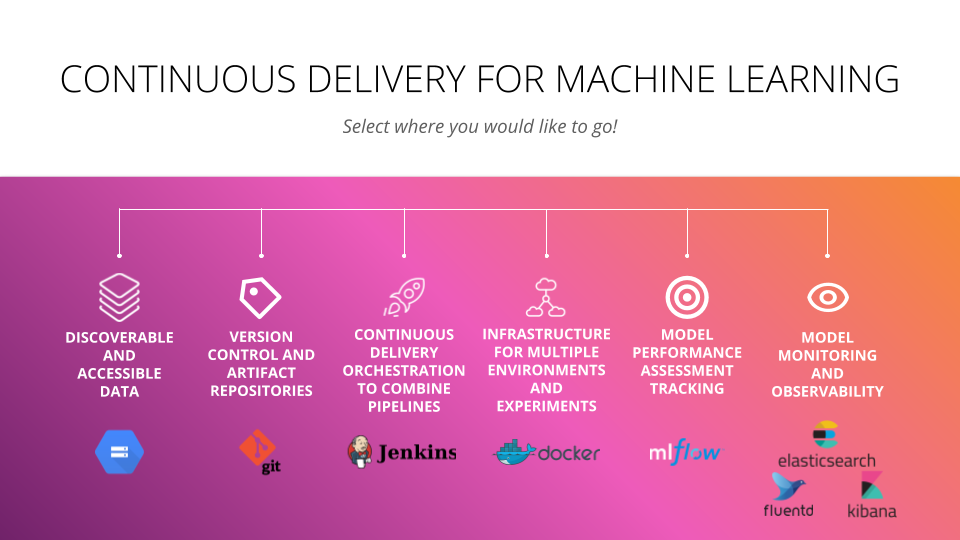 CONTINUOUS DELIVERY FOR MACHINE LEARNING
Select where you would like to go!
DISCOVERABLE
AND
ACCESSIBLE
DATA
VERSION
CONTROL AND
ARTIFACT
REPOSITORIES
CONTINUOUS
DELIVERY
ORCHESTRATION
TO COMBINE
PIPELINES
INFRASTRUCTURE
FOR MULTIPLE
ENVIRONMENTS
AND
EXPERIMENTS
MODEL
PERFORMANCE
ASSESSMENT
TRACKING
MODEL
MONITORING
AND
OBSERVABILITY
git
Jenkins
docker
mlflow
elasticsearch
fluentd
kibana